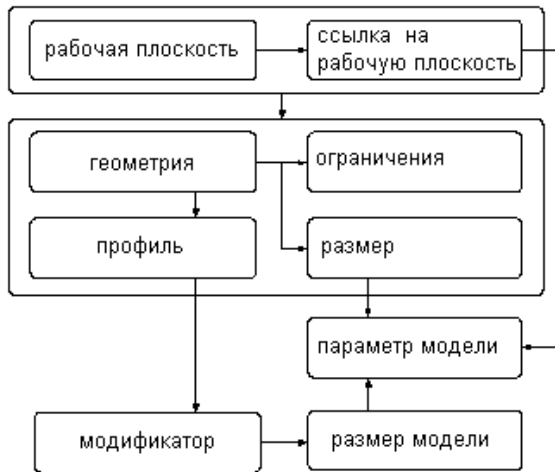 рабочая плоскость
ссылка на
рабочую плоскость
геометрия
ограничения
профиль
размер
параметр модели
модификатор
размер модели